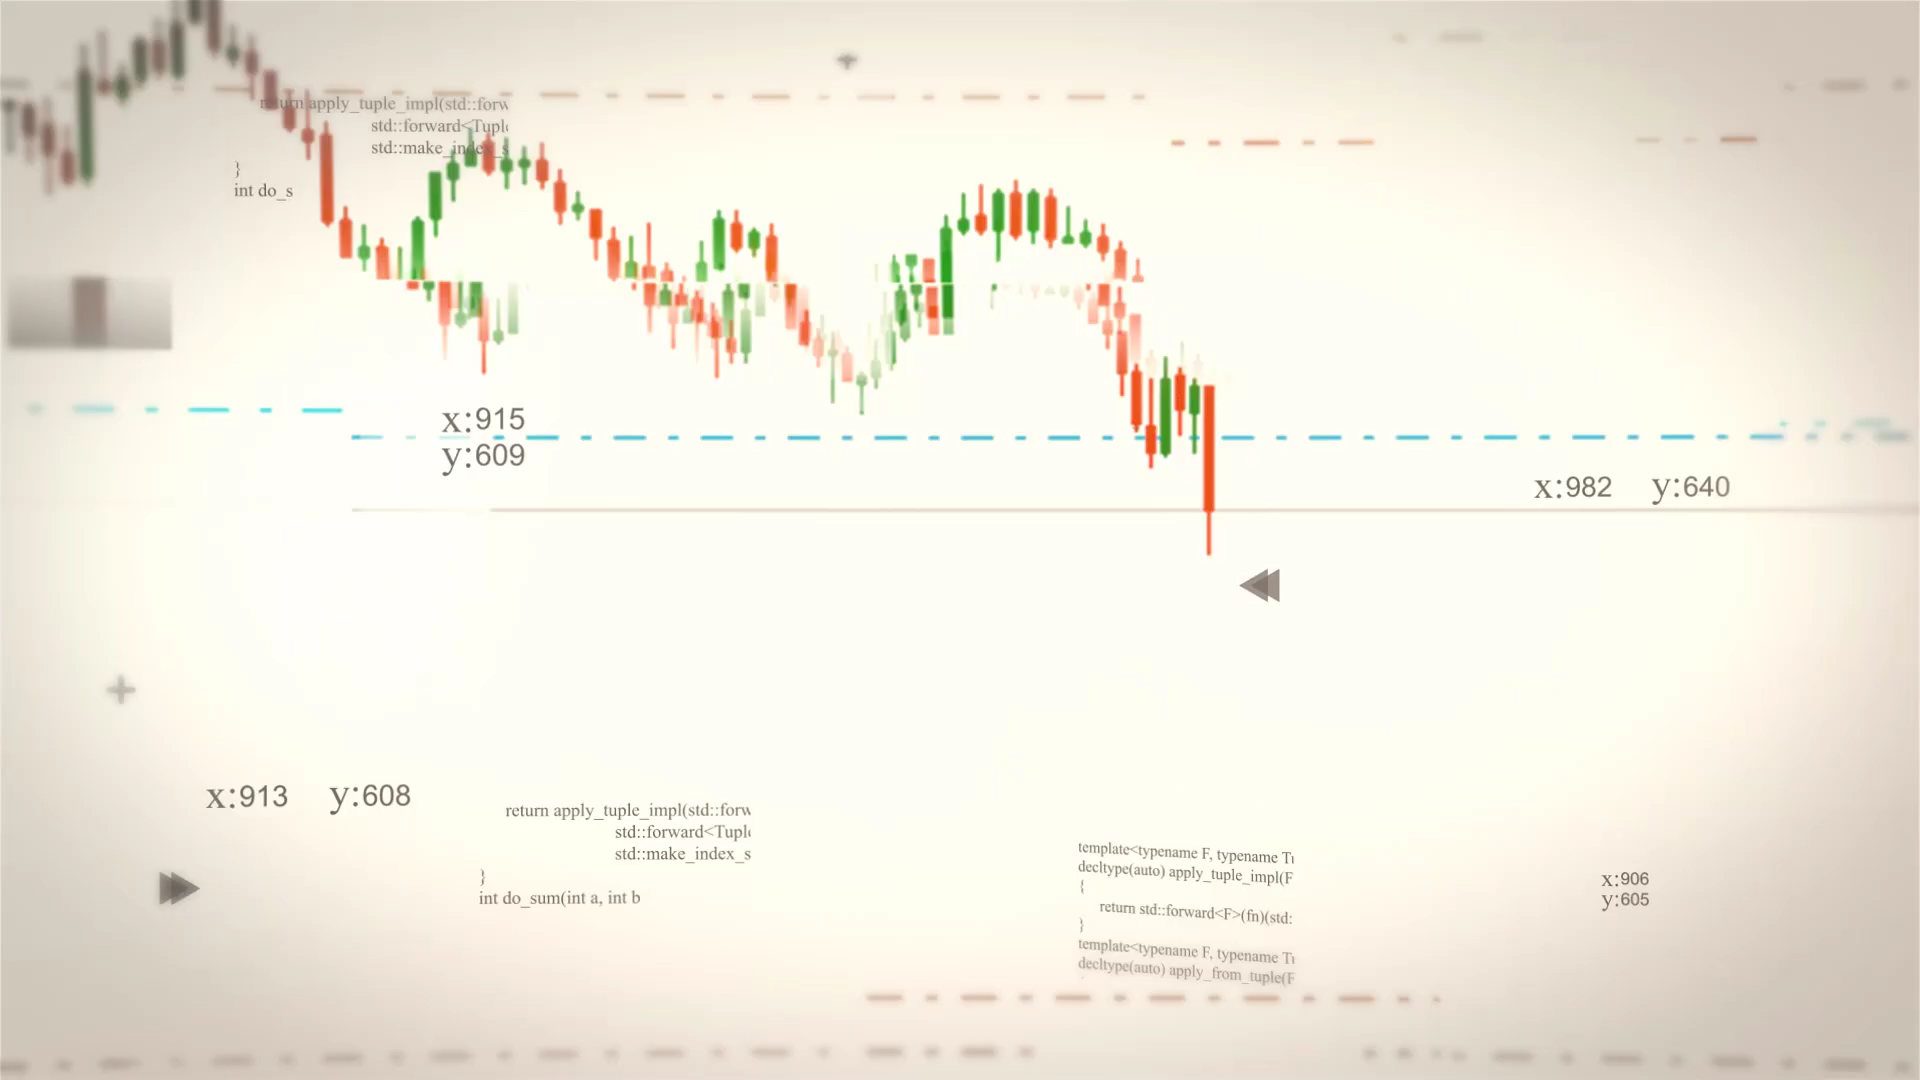 return apply_tuple_impl(std::forw
std::forward<Tupl
std::make_index_s
}
int do_s
x:915
y:609
x:982 y:640
x:913 y:608
return apply_tuple_impl(std::forw
std::forward<Tupl
std::make_index_s
}
int do_sum(int a, int b
template<typename F, typename T
decltype(auto) apply_tuple_impl(F
{
return std::forward<F>(fn)(std:
}
template<typename F, typename T
decltype(auto) apply_from_tuple(F
x:906
y:605